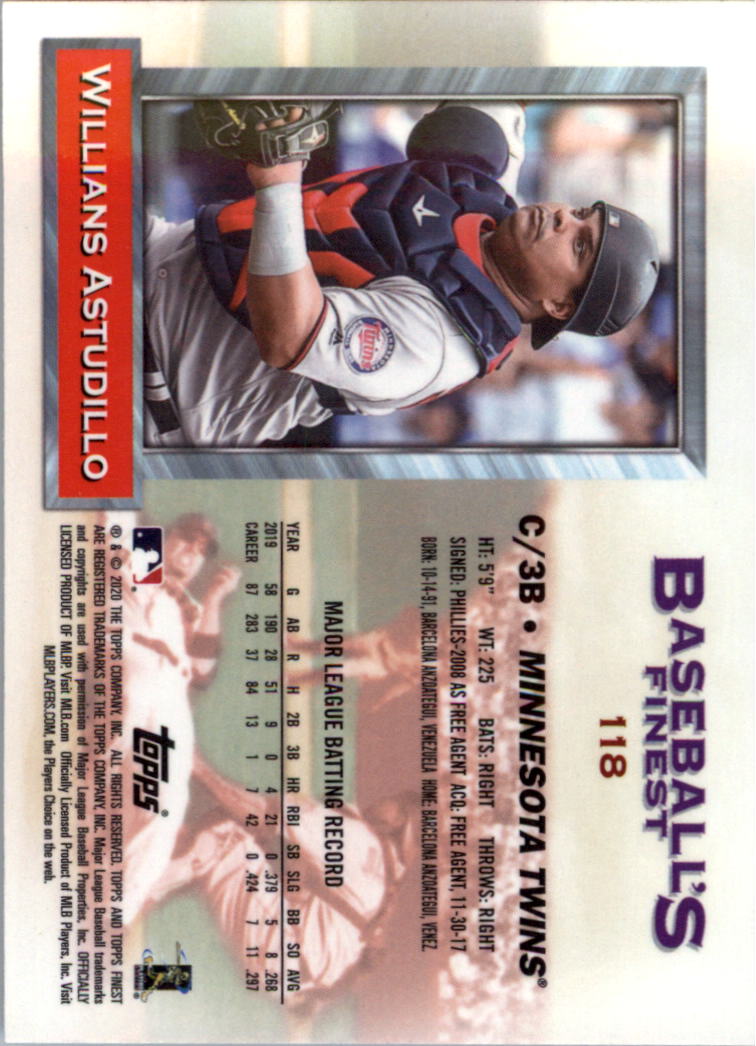 BASEBALL'S
FINEST
118
WILLIANS ASTUDILLO
Twins
C/3B • MINNESOTA TWINS®
HT: 5'9" WT: 225 BATS: RIGHT THROWS: RIGHT
SIGNED: PHILLIES-2008 AS FREE AGENT ACQ: FREE AGENT, 11-30-17
BORN: 10-14-91, BARCELONA ANZOATEGUI, VENEZUELA HOME: BARCELONA ANZOATEGUI, VENEZ.
MAJOR LEAGUE BATTING RECORD
YEAR G AB R H 2B 3B HR RBI SB SLG BB SO AVG
2019 58 190 28 51 9 0 4 21 0 .379 5 8 .268
CAREER 87 283 37 84 13 1 7 42 0 .424 7 11 .297
topps®
® & © 2020 THE TOPPS COMPANY, INC. ALL RIGHTS RESERVED. TOPPS AND TOPPS FINEST
ARE REGISTERED TRADEMARKS OF THE TOPPS COMPANY, INC. Major League Baseball trademarks
and copyrights are used with permission of Major League Baseball Properties, Inc. OFFICIALLY
LICENSED PRODUCT OF MLBP. Visit MLB.com. Officially Licensed Product of MLB Players, Inc. Visit
MLBPLAYERS.COM, the Players Choice on the web.